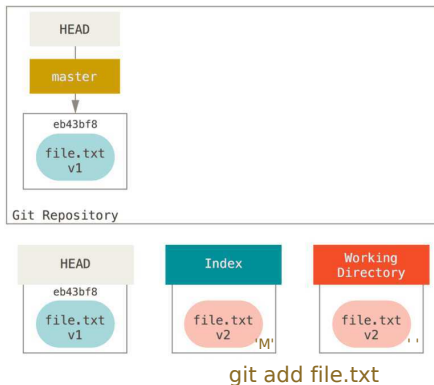 HEAD
master
eb43bf8
file.txt
v1
Git Repository
HEAD
Index
Working
Directory
eb43bf8
file.txt
v1
file.txt
v2
'M'
file.txt
v2
' '
git add file.txt